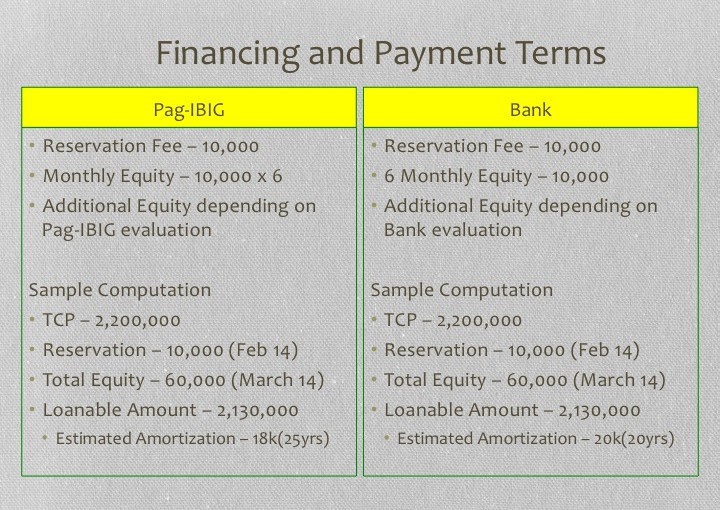 Financing and Payment Terms
Pag-IBIG
• Reservation Fee – 10,000
• Monthly Equity – 10,000 x 6
• Additional Equity depending on
Pag-IBIG evaluation
Sample Computation
• TCP – 2,200,000
• Reservation – 10,000 (Feb 14)
• Total Equity – 60,000 (March 14)
• Loanable Amount – 2,130,000
• Estimated Amortization – 18k(25yrs)
Bank
• Reservation Fee – 10,000
• 6 Monthly Equity – 10,000
• Additional Equity depending on
Bank evaluation
Sample Computation
• TCP – 2,200,000
• Reservation – 10,000 (Feb 14)
• Total Equity – 60,000 (March 14)
• Loanable Amount – 2,130,000
• Estimated Amortization – 20k(20yrs)